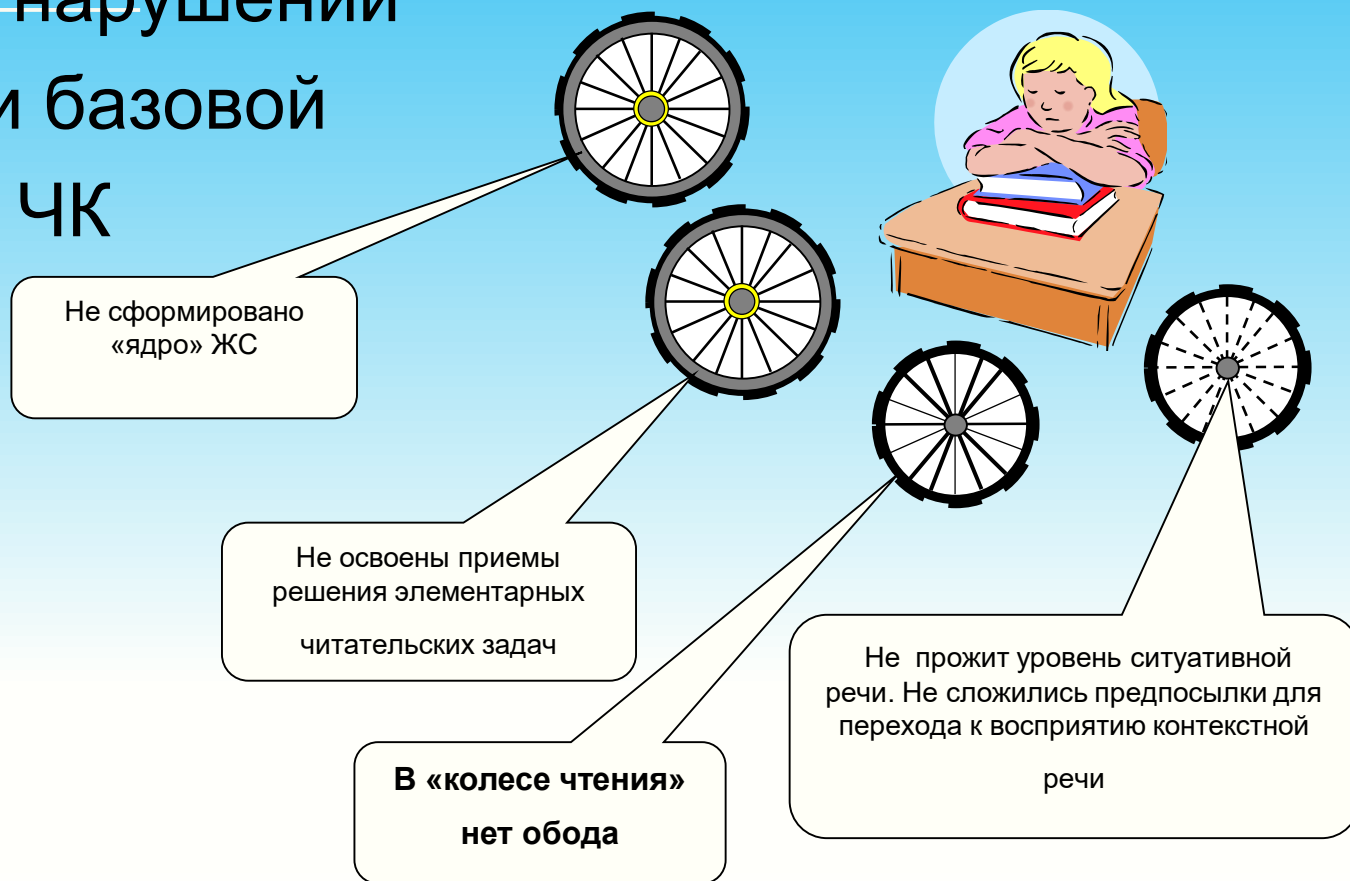 нарушений
и базовой
ЧК
Не сформировано
«ядро» ЖС
Не освоены приемы
решения элементарных
читательских задач
В «колесе чтения»
нет обода
Не прожит уровень ситуативной
речи. Не сложились предпосылки для
перехода к восприятию контекстной
речи